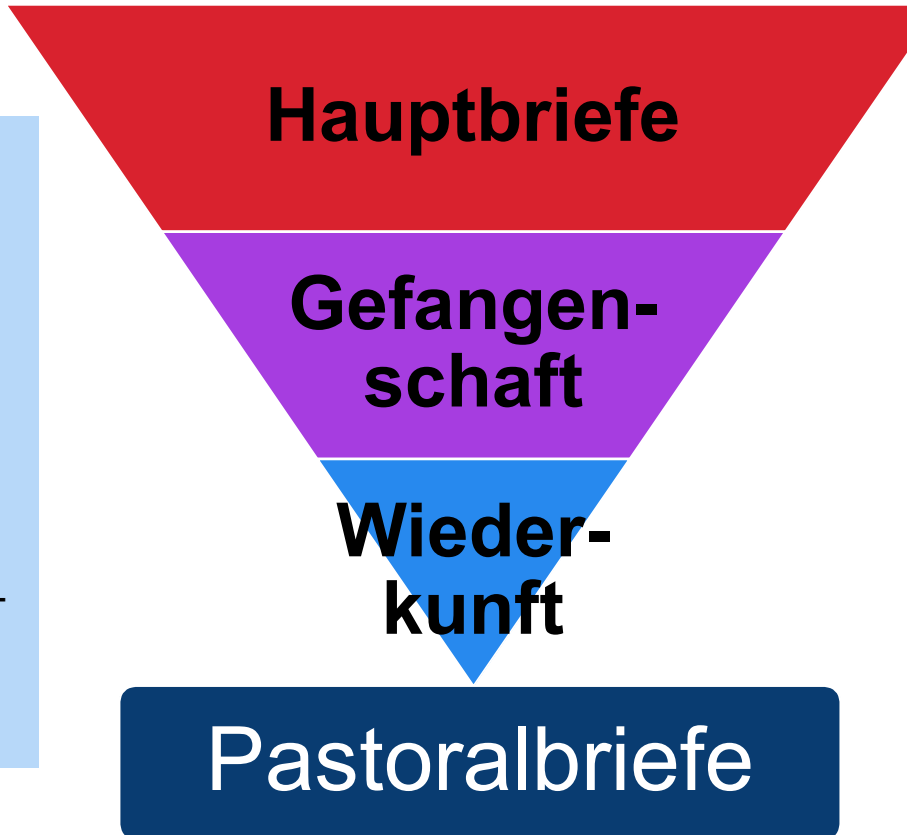 Hauptbriefe
Gefangen-
schaft
Wieder-
kunft
Pastoralbriefe